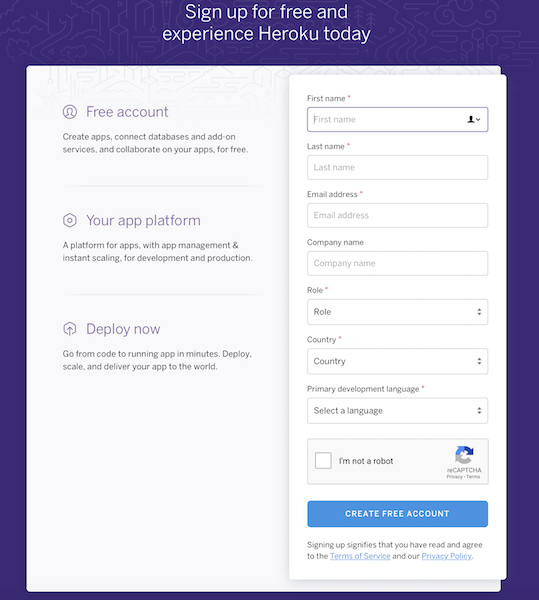 Sign up for free and
experience Heroku today
Free account
Create apps, connect databases and add-on
services, and collaborate on your apps, for free.
Your app platform
A platform for apps, with app management &
instant scaling, for development and production.
Deploy now
Go from code to running app in minutes. Deploy,
scale, and deliver your app to the world.
First name *
First name
Last name *
Last name
Email address *
Email address
Company name
Company name
Role *
Role
Country *
Country
Primary development language *
Select a language
I'm not a robot
reCAPTCHA
Privacy - Terms
CREATE FREE ACCOUNT
Signing up signifies that you have read and agree
to the Terms of Service and our Privacy Policy.